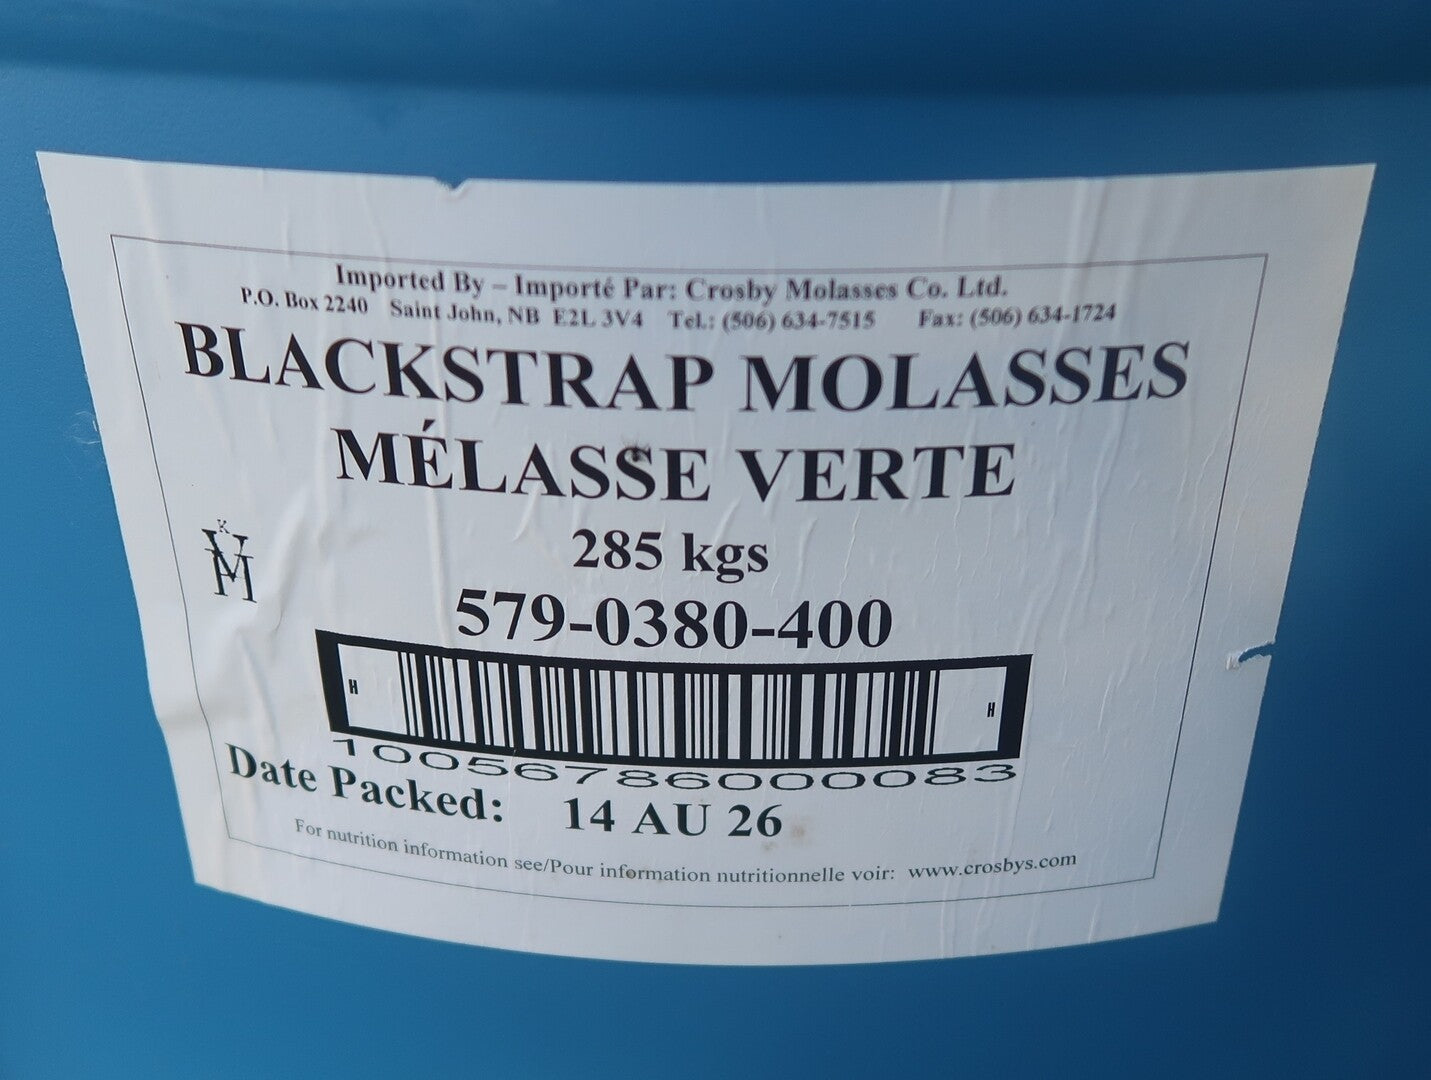 Imported By – Importé Par: Crosby Molasses Co. Ltd.
P.O. Box 2240 Saint John, NB E2L 3V4 Tel.: (506) 634-7515 Fax: (506) 634-1724
BLACKSTRAP MOLASSES
MÉLASSE VERTE
K
VM
285 kgs
579-0380-400
H H
10056786000083
Date Packed: 14 AU 26
For nutrition information see/Pour information nutritionnelle voir: www.crosbys.com